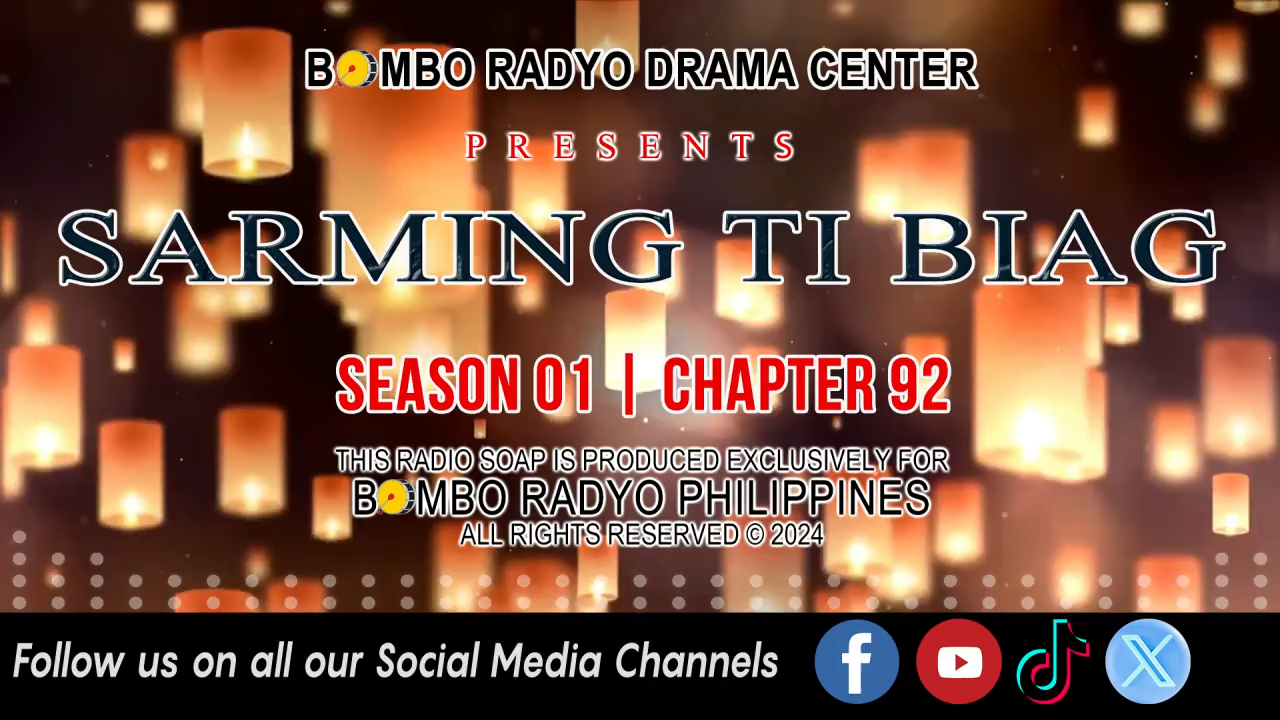 BOMBO RADYO DRAMA CENTER
PRESENTS
SARMING TI BIAG
SEASON 01 | CHAPTER 92
THIS RADIO SOAP IS PRODUCED EXCLUSIVELY FOR
BOMBO RADYO PHILIPPINES
ALL RIGHTS RESERVED © 2024
Follow us on all our Social Media Channels